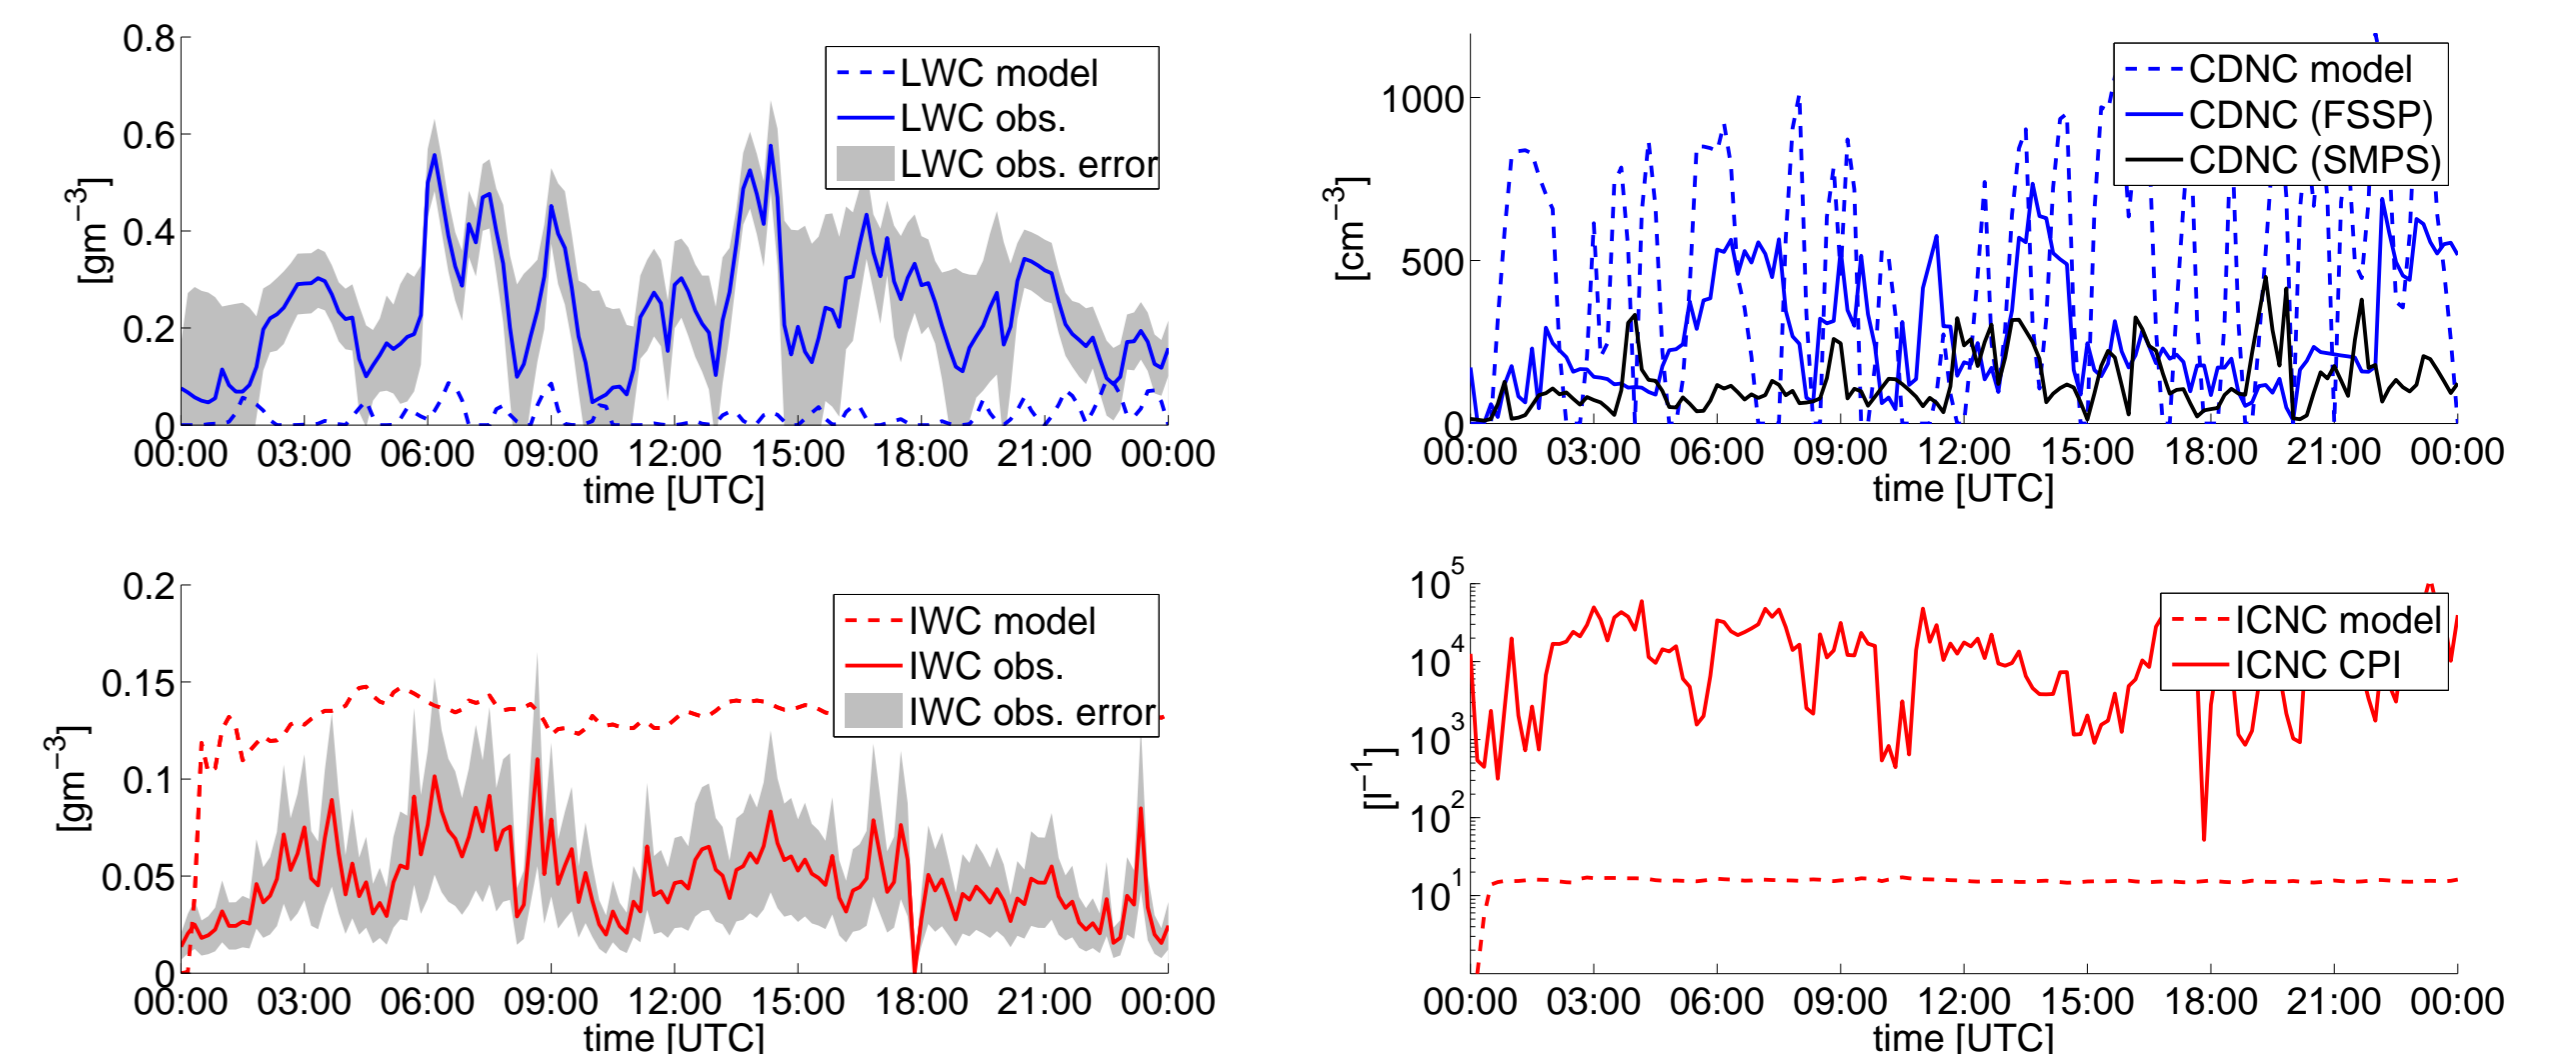 0.8
0.6
0.4
0.2
0
[gm⁻³]
LWC model
LWC obs.
LWC obs. error
00:00 03:00 06:00 09:00 12:00 15:00 18:00 21:00 00:00
time [UTC]
1000
500
0
[cm⁻³]
CDNC model
CDNC (FSSP)
CDNC (SMPS)
00:00 03:00 06:00 09:00 12:00 15:00 18:00 21:00 00:00
time [UTC]
0.2
0.15
0.1
0.05
0
[gm⁻³]
IWC model
IWC obs.
IWC obs. error
00:00 03:00 06:00 09:00 12:00 15:00 18:00 21:00 00:00
time [UTC]
10⁵
10⁴
10³
10²
10¹
[l⁻¹]
ICNC model
ICNC CPI
00:00 03:00 06:00 09:00 12:00 15:00 18:00 21:00 00:00
time [UTC]